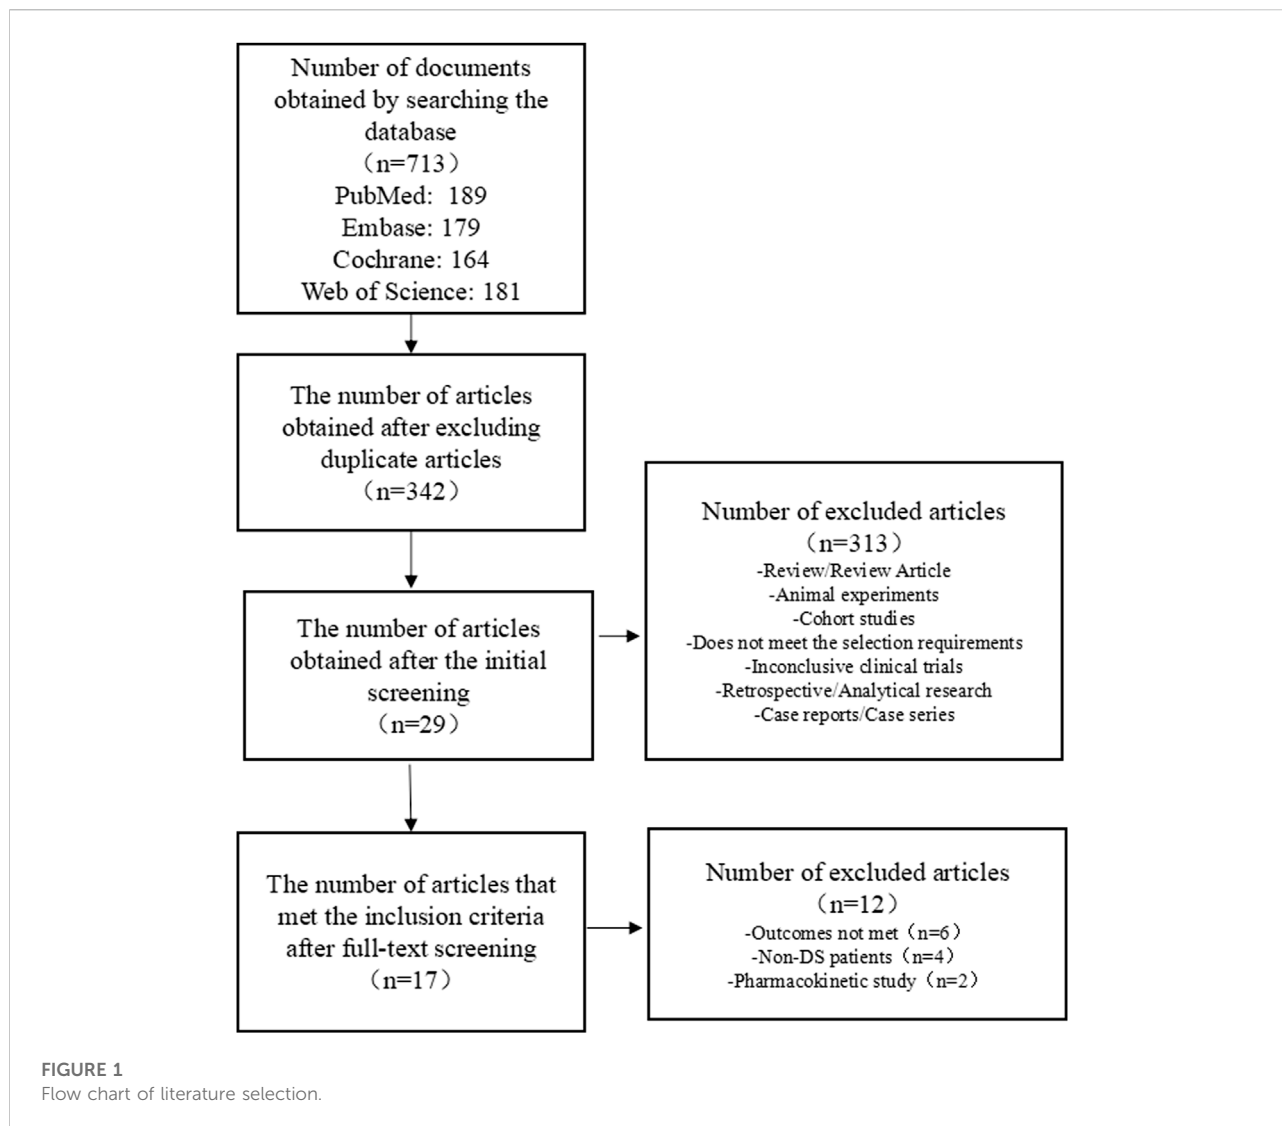 Number of documents
obtained by searching the
database
（n=713）
PubMed:  189
Embase: 179
Cochrane: 164
Web of Science: 181
The number of articles
obtained after excluding
duplicate articles
（n=342）
The number of articles
obtained after the initial
screening
（n=29）
Number of excluded articles
（n=313）
-Review/Review Article
-Animal experiments
-Cohort studies
-Does not meet the selection requirements
-Inconclusive clinical trials
-Retrospective/Analytical research
-Case reports/Case series
The number of articles that
met the inclusion criteria
after full-text screening
（n=17）
Number of excluded articles
（n=12）
-Outcomes not met（n=6）
-Non-DS patients（n=4）
-Pharmacokinetic study（n=2）
FIGURE 1
Flow chart of literature selection.